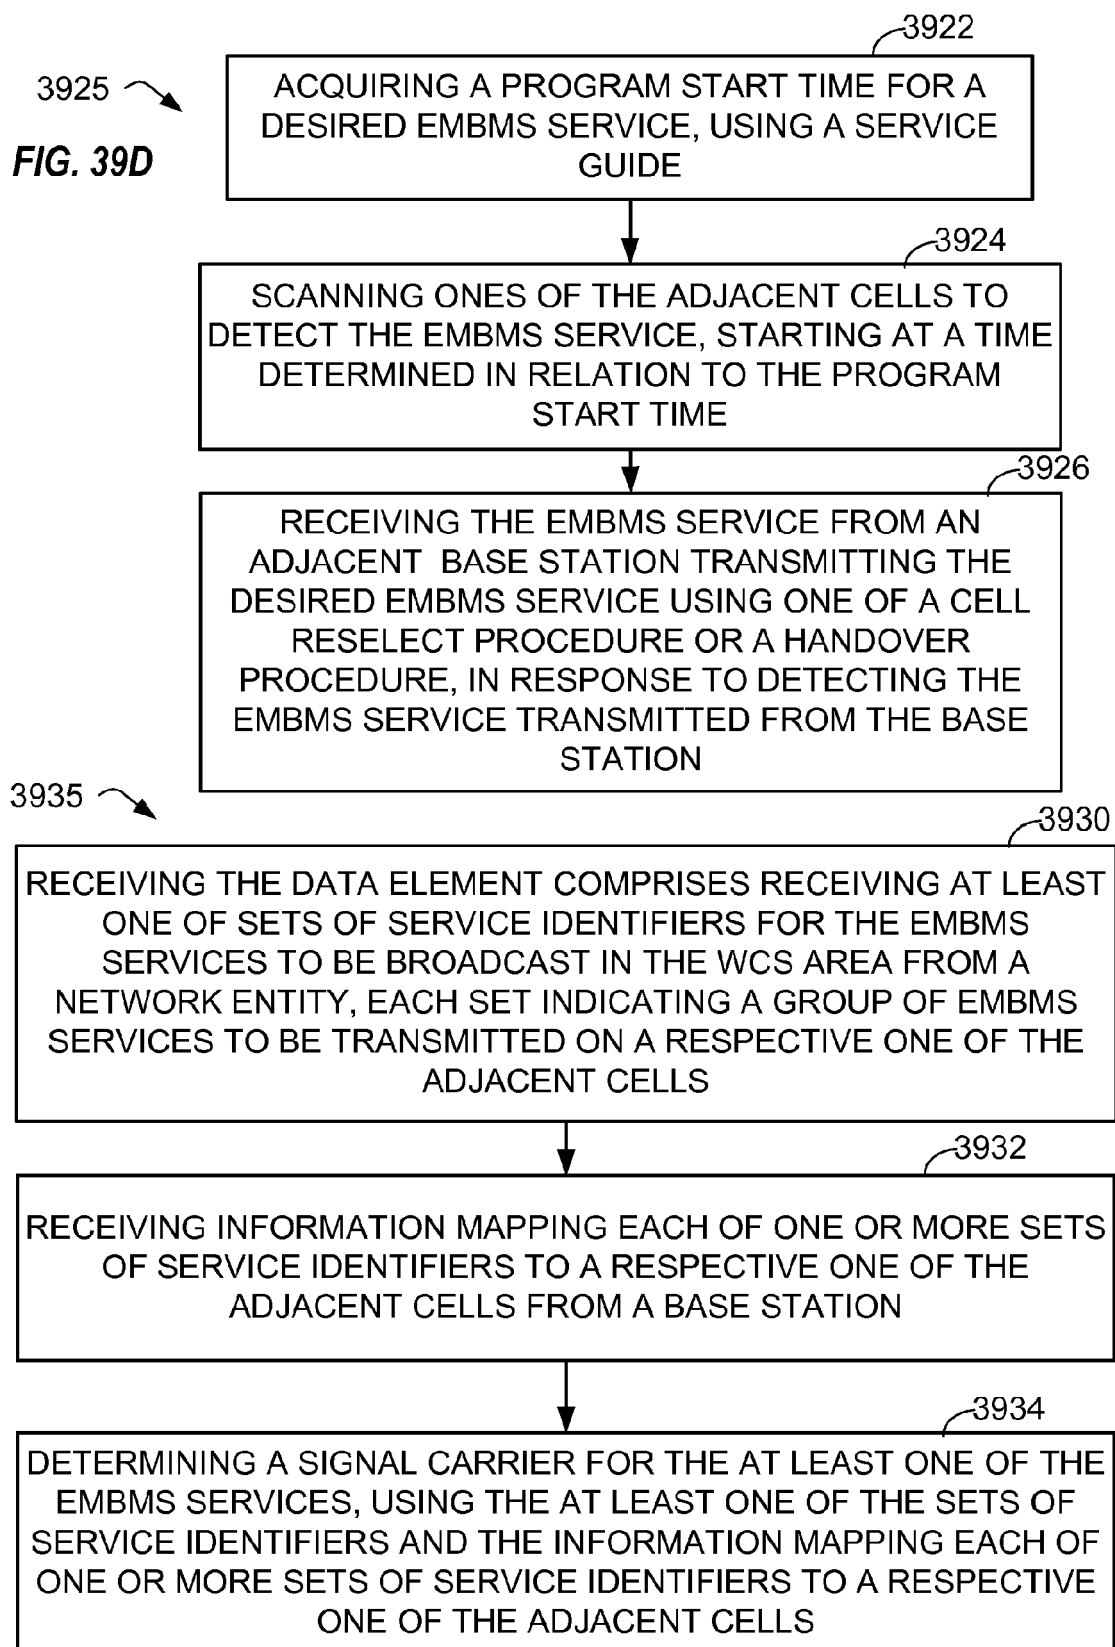 3922
3925
FIG. 39D
ACQUIRING A PROGRAM START TIME FOR A
DESIRED EMBMS SERVICE, USING A SERVICE
GUIDE
3924
SCANNING ONES OF THE ADJACENT CELLS TO
DETECT THE EMBMS SERVICE, STARTING AT A TIME
DETERMINED IN RELATION TO THE PROGRAM
START TIME
3926
RECEIVING THE EMBMS SERVICE FROM AN
ADJACENT BASE STATION TRANSMITTING THE
DESIRED EMBMS SERVICE USING ONE OF A CELL
RESELECT PROCEDURE OR A HANDOVER
PROCEDURE, IN RESPONSE TO DETECTING THE
EMBMS SERVICE TRANSMITTED FROM THE BASE
STATION
3935
3930
RECEIVING THE DATA ELEMENT COMPRISES RECEIVING AT LEAST
ONE OF SETS OF SERVICE IDENTIFIERS FOR THE EMBMS
SERVICES TO BE BROADCAST IN THE WCS AREA FROM A
NETWORK ENTITY, EACH SET INDICATING A GROUP OF EMBMS
SERVICES TO BE TRANSMITTED ON A RESPECTIVE ONE OF THE
ADJACENT CELLS
3932
RECEIVING INFORMATION MAPPING EACH OF ONE OR MORE SETS
OF SERVICE IDENTIFIERS TO A RESPECTIVE ONE OF THE
ADJACENT CELLS FROM A BASE STATION
3934
DETERMINING A SIGNAL CARRIER FOR THE AT LEAST ONE OF THE
EMBMS SERVICES, USING THE AT LEAST ONE OF THE SETS OF
SERVICE IDENTIFIERS AND THE INFORMATION MAPPING EACH OF
ONE OR MORE SETS OF SERVICE IDENTIFIERS TO A RESPECTIVE
ONE OF THE ADJACENT CELLS